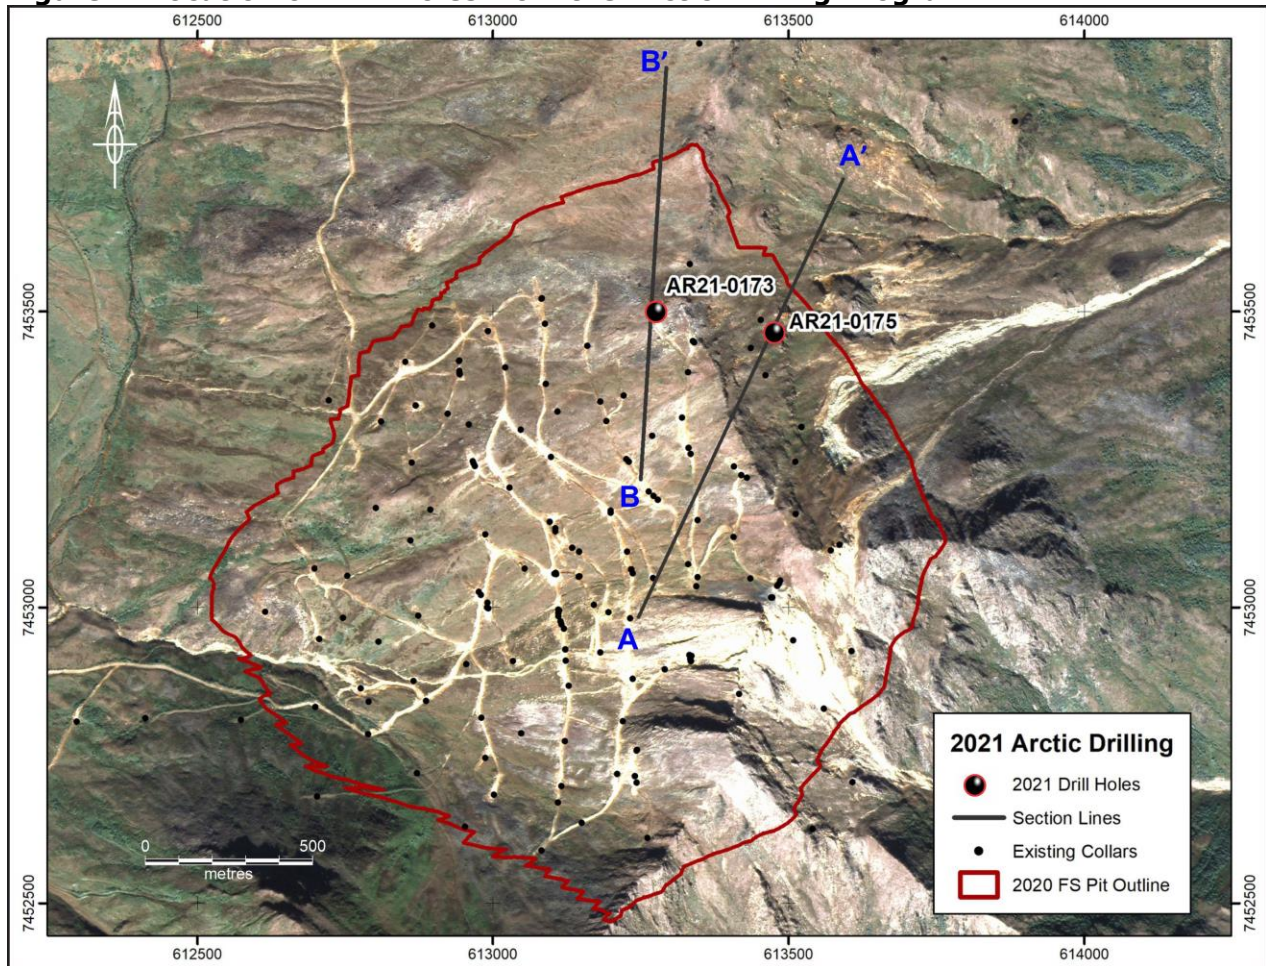 612500 613000 613500 614000
B’
A’
7453500
AR21-0173
7453500
AR21-0175
B
7453000
7453000
A
2021 Arctic Drilling
2021 Drill Holes
Section Lines
Existing Collars
2020 FS Pit Outline
0 500
metres
7452500
7452500
612500 613000 613500 614000